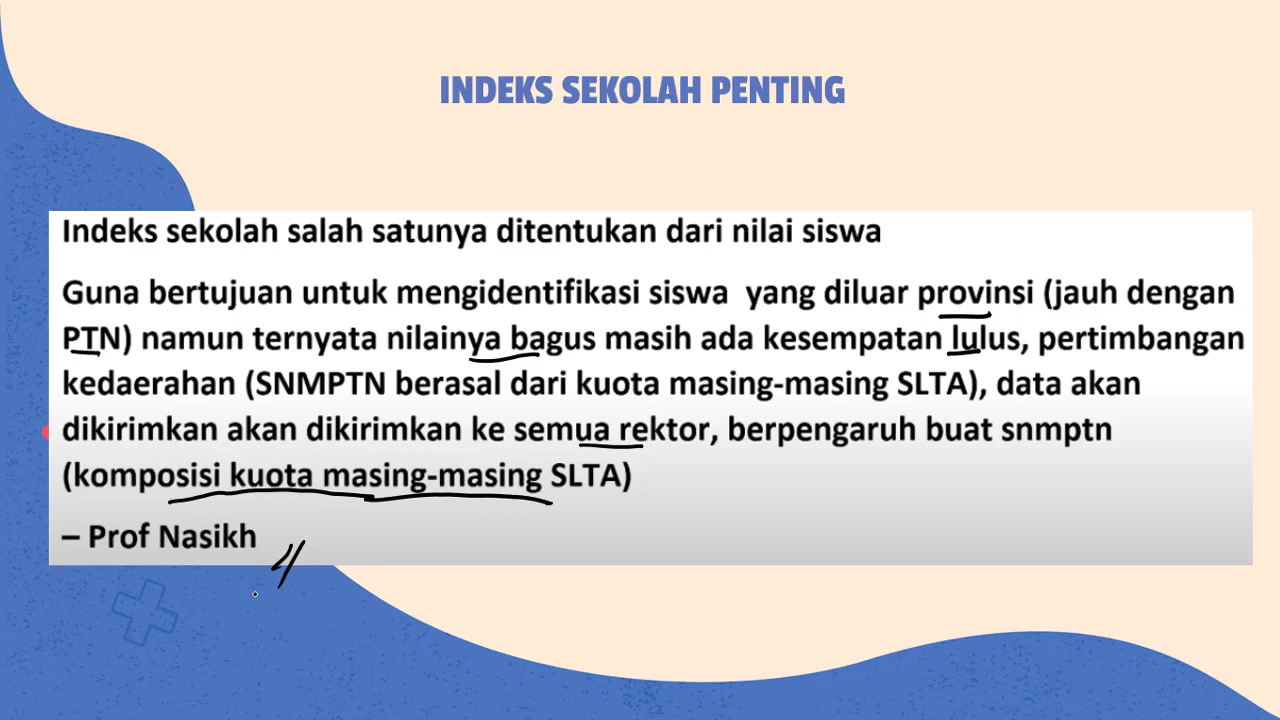 INDEKS SEKOLAH PENTING
Indeks sekolah salah satunya ditentukan dari nilai siswa
Guna bertujuan untuk mengidentifikasi siswa yang diluar provinsi (jauh dengan
PTN) namun ternyata nilainya bagus masih ada kesempatan lulus, pertimbangan
kedaerahan (SNMPTN berasal dari kuota masing-masing SLTA), data akan
dikirimkan akan dikirimkan ke semua rektor, berpengaruh buat snmptn
(komposisi kuota masing-masing SLTA)
– Prof Nasikh